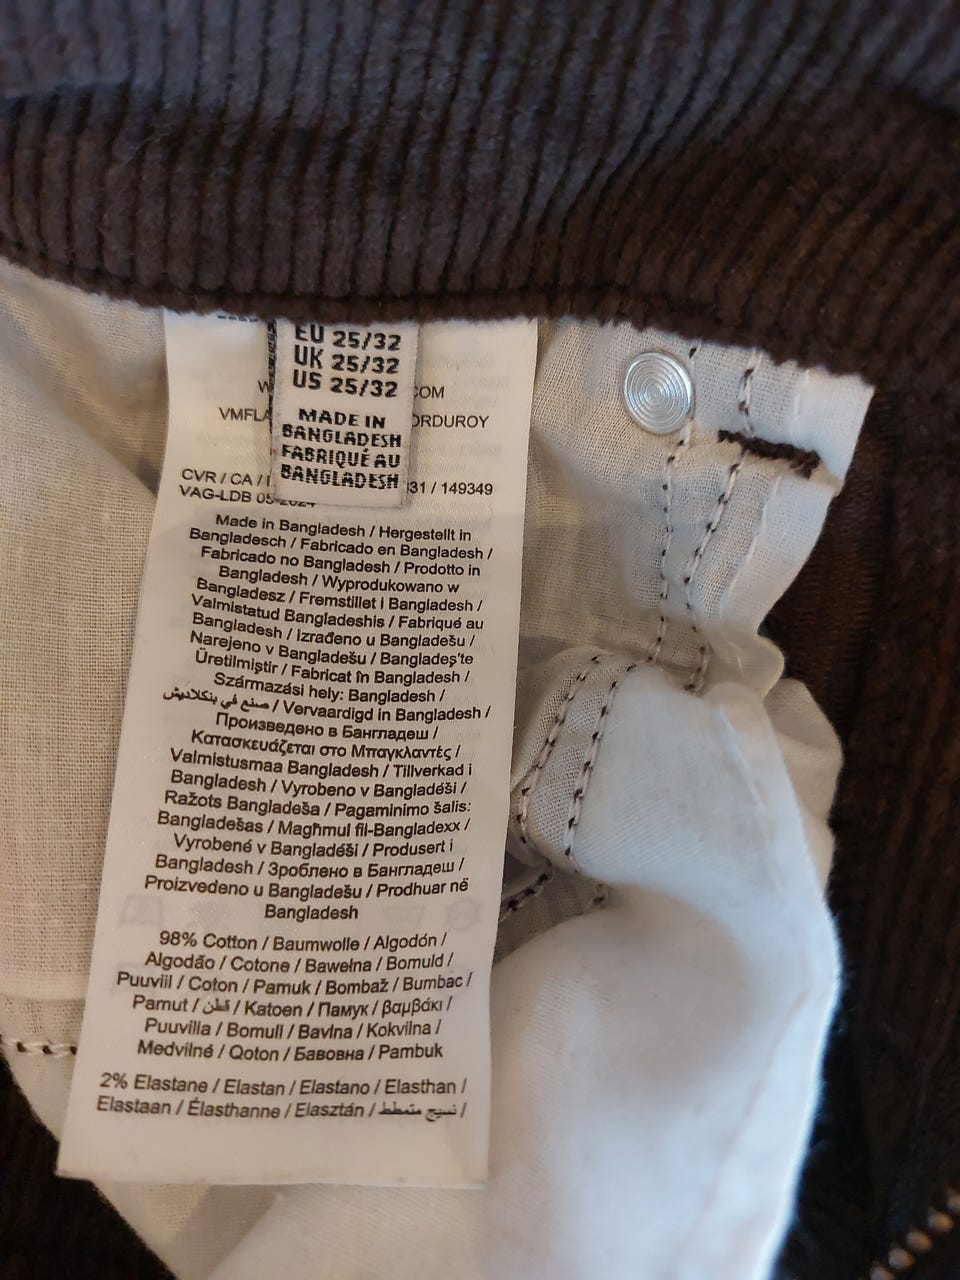 EU 25/32
UK 25/32
US 25/32
MADE IN
BANGLADESH
FABRIQUÉ AU
BANGLADESH
COM
VMFLA
ORDUROY
CVR / CA /
31 / 149349
VAG-LDB 05-2024
Made in Bangladesh / Hergestellt in
Bangladesch / Fabricado en Bangladesh /
Fabricado no Bangladesh / Prodotto in
Bangladesh / Wyprodukowano w
Bangladesz / Fremstillet i Bangladesh /
Valmistatud Bangladeshis / Fabriqué au
Bangladesh / Izrađeno u Bangladešu /
Narejeno v Bangladešu / Bangladeş'te
Üretilmiştir / Fabricat în Bangladesh /
Származási hely: Bangladesh /
صنع في بنكلاديش / Vervaardigd in Bangladesh /
Произведено в Бангладеш /
Κατασκευάζεται στο Μπαγκλαντές /
Valmistusmaa Bangladesh / Tillverkad i
Bangladesh / Vyrobeno v Bangladéši /
Ražots Bangladeša / Pagaminimo šalis:
Bangladešas / Magħmul fil-Bangladexx /
Vyrobené v Bangladéši / Produsert i
Bangladesh / Зроблено в Бангладеш /
Proizvedeno u Bangladešu / Prodhuar në
Bangladesh
98% Cotton / Baumwolle / Algodón /
Algodão / Cotone / Bawełna / Bomuld /
Puuviil / Coton / Pamuk / Bombaž / Bumbac /
Pamut / قطن / Katoen / Памук / βαμβάκι /
Puuvilla / Bomull / Bavlna / Kokvilna /
Medvilné / Qoton / Бавовна / Pambuk
2% Elastane / Elastan / Elastano / Elasthan /
Elastaan / Élasthanne / Elasztán / نسيج متمطط /